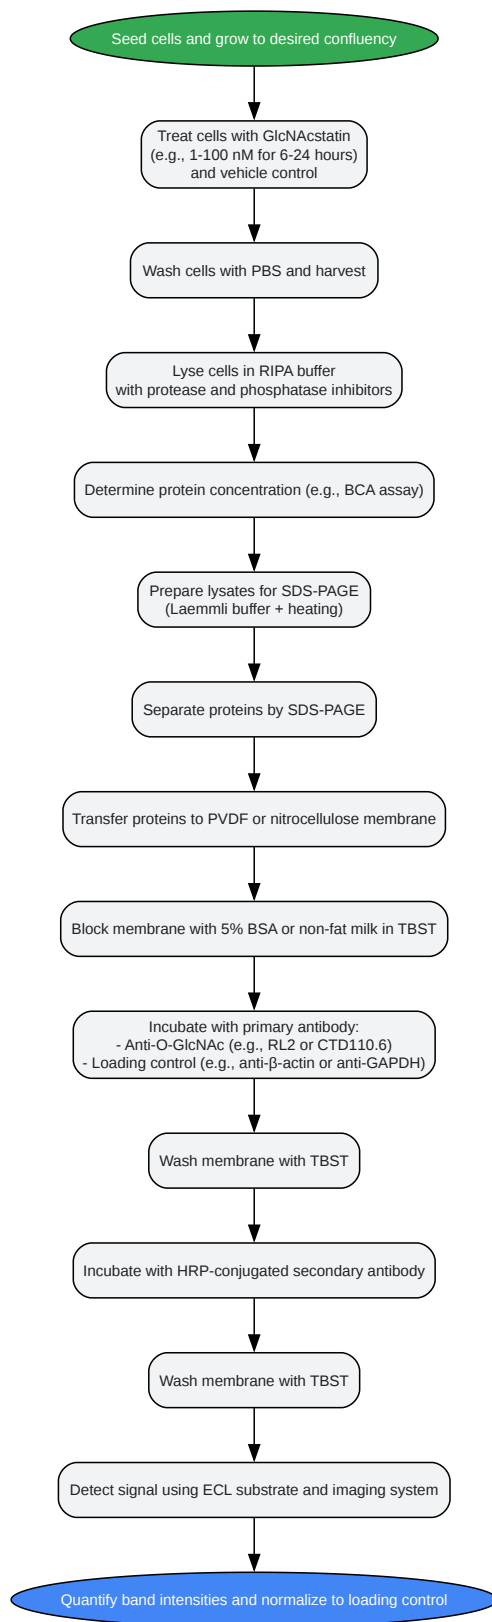 Seed cells and grow to desired confluency
Treat cells with GlcNAcstatin
(e.g., 1-100 nM for 6-24 hours)
and vehicle control
Wash cells with PBS and harvest
Lyse cells in RIPA buffer
with protease and phosphatase inhibitors
Determine protein concentration (e.g., BCA assay)
Prepare lysates for SDS-PAGE
(Laemmli buffer + heating)
Separate proteins by SDS-PAGE
Transfer proteins to PVDF or nitrocellulose membrane
Block membrane with 5% BSA or non-fat milk in TBST
Incubate with primary antibody:
- Anti-O-GlcNAc (e.g., RL2 or CTD110.6)
- Loading control (e.g., anti-β-actin or anti-GAPDH)
Wash membrane with TBST
Incubate with HRP-conjugated secondary antibody
Wash membrane with TBST
Detect signal using ECL substrate and imaging system
Quantify band intensities and normalize to loading control